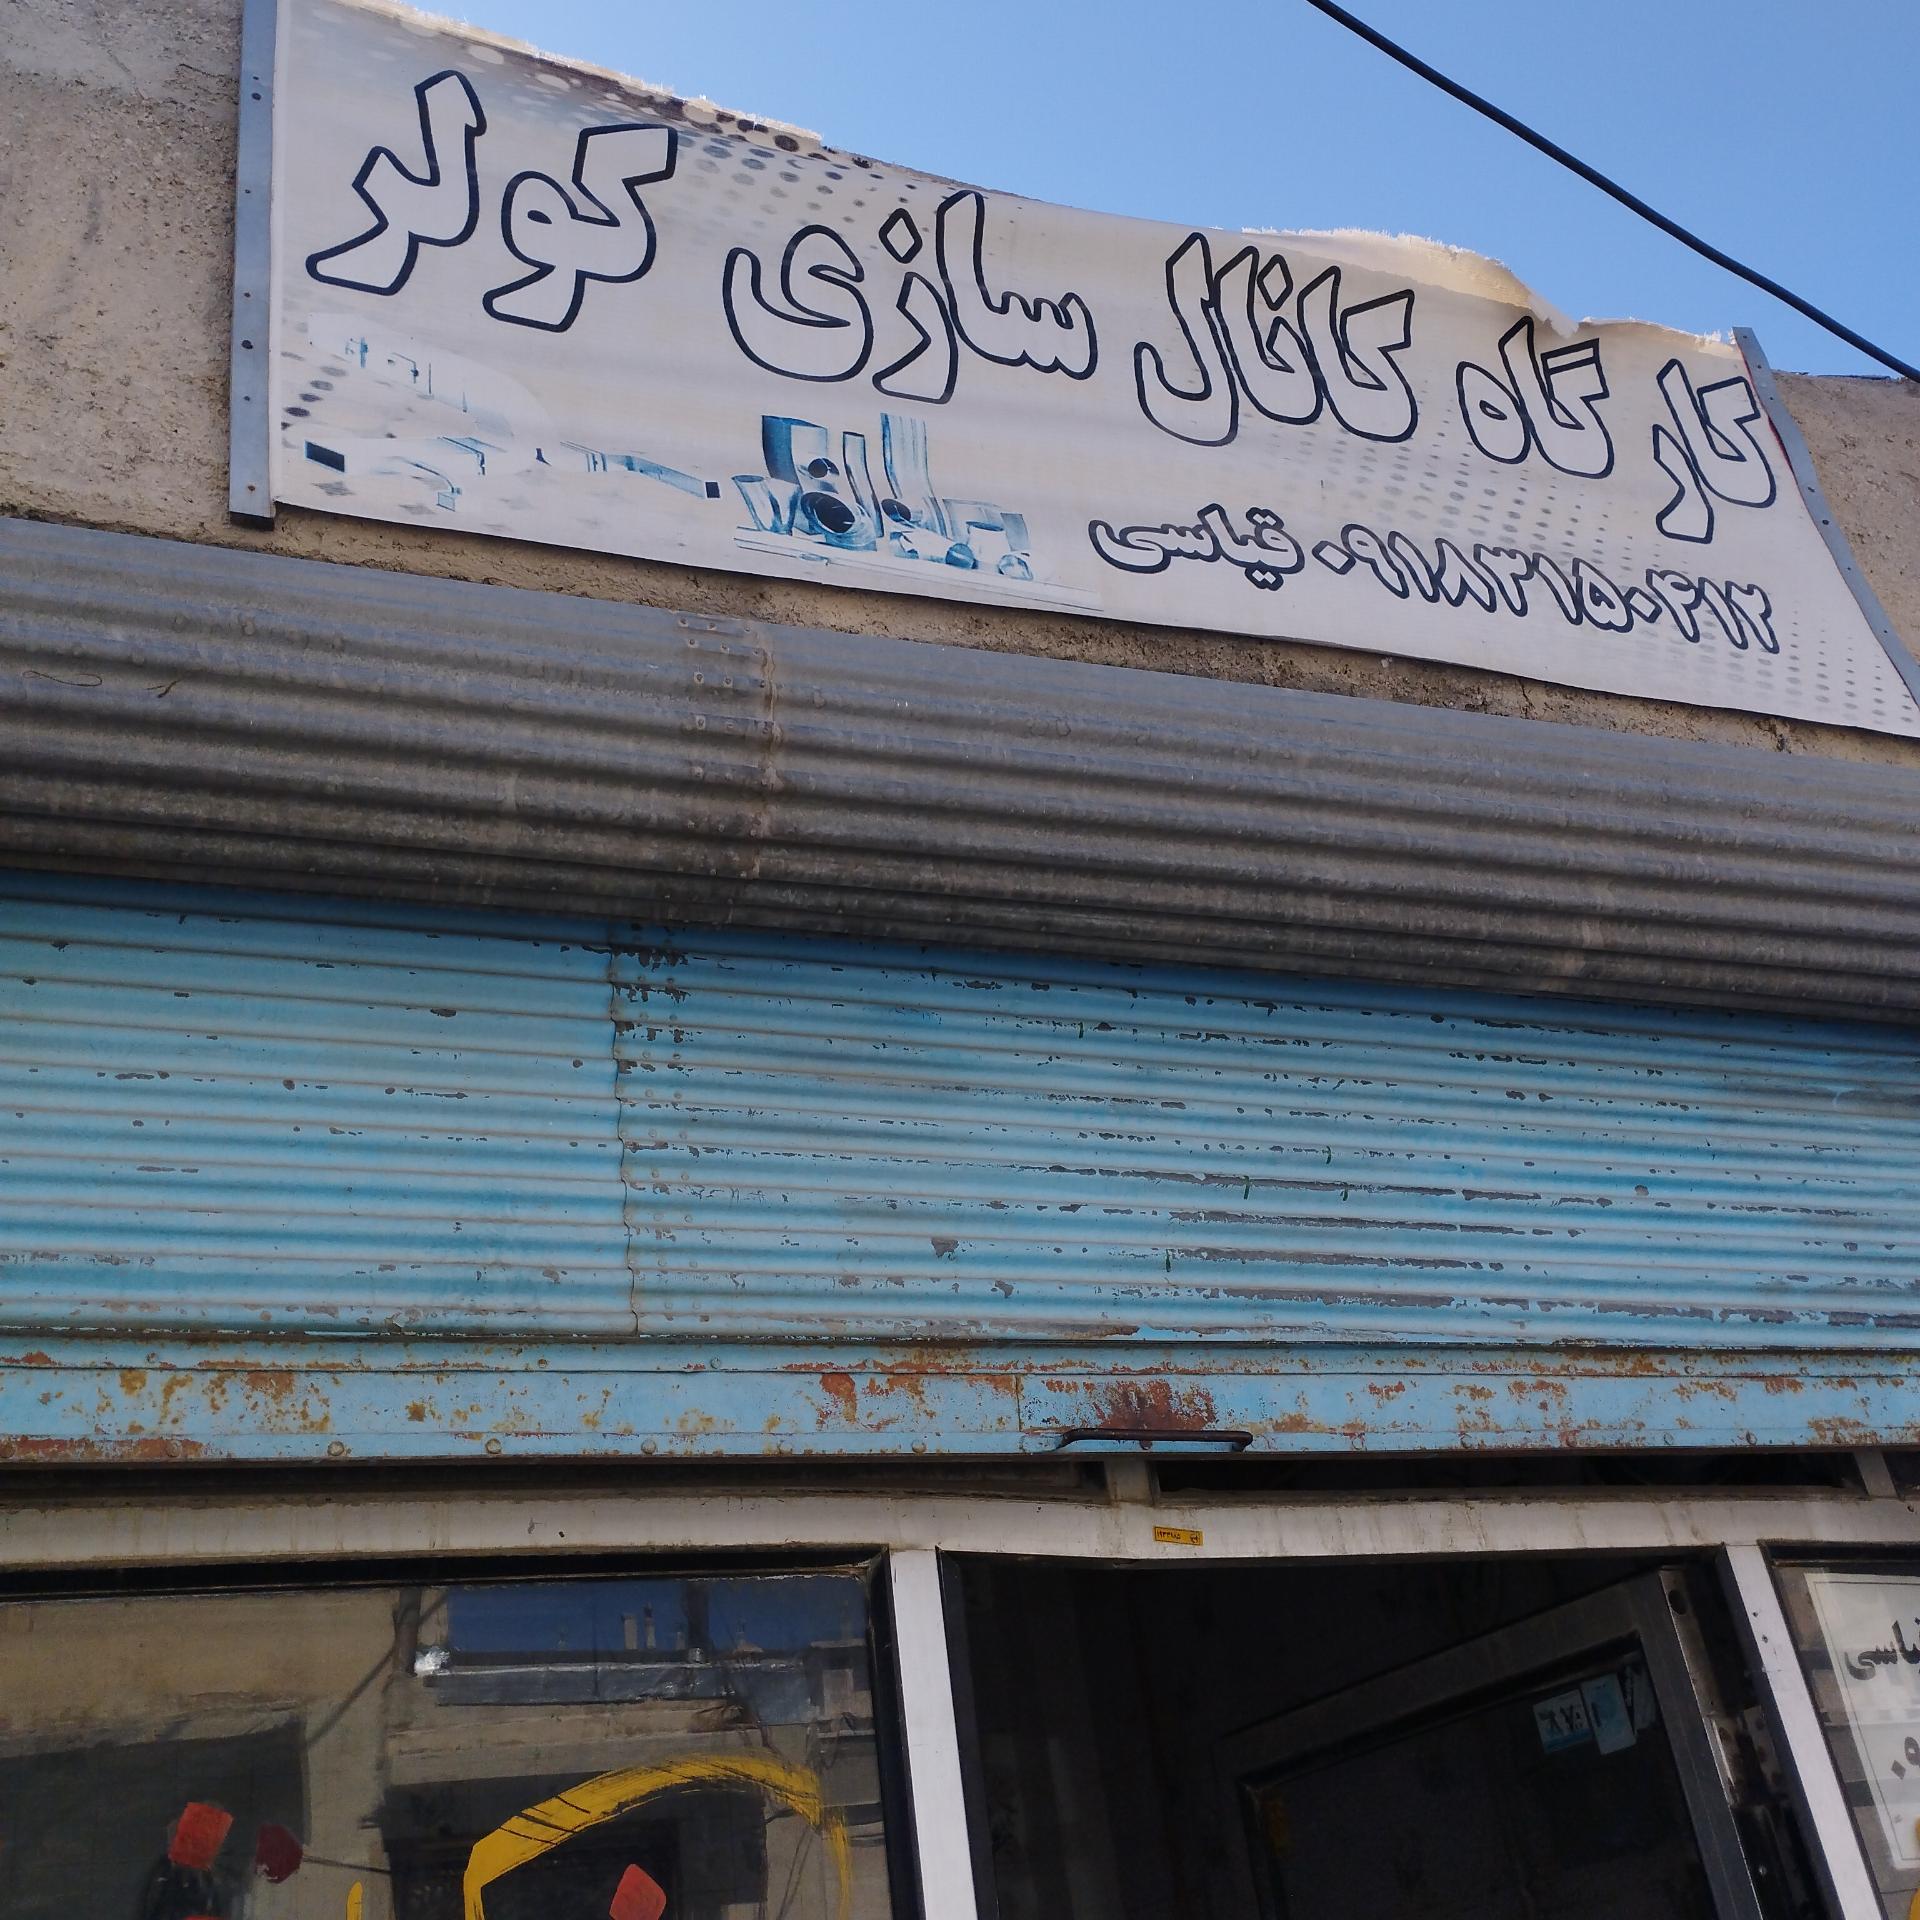 کار گاه کانال سازی کولر
۰۹۱۸۳۱۵۰۴۱۲ قیاسی